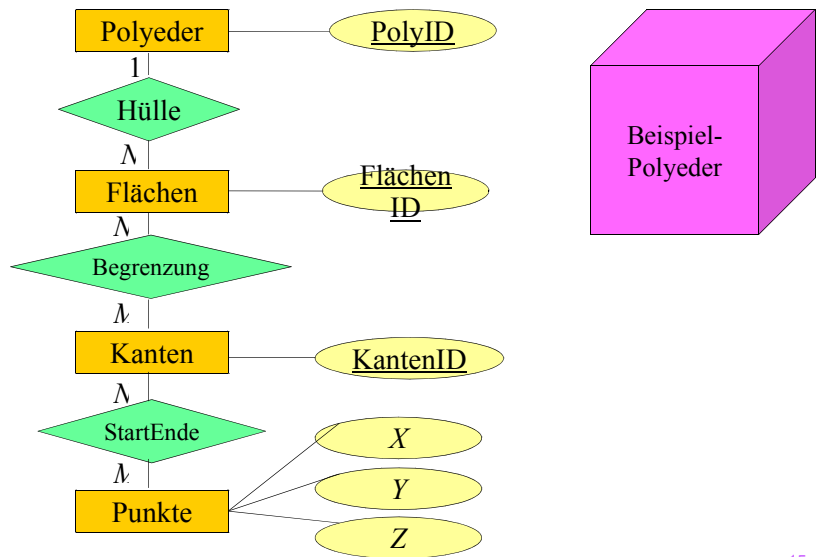 Polyeder
PolyID
1
Hülle
N
Flächen
Flächen
ID
N
Begrenzung
M
Kanten
KantenID
N
StartEnde
M
Punkte
X
Y
Z
Beispiel-
Polyeder